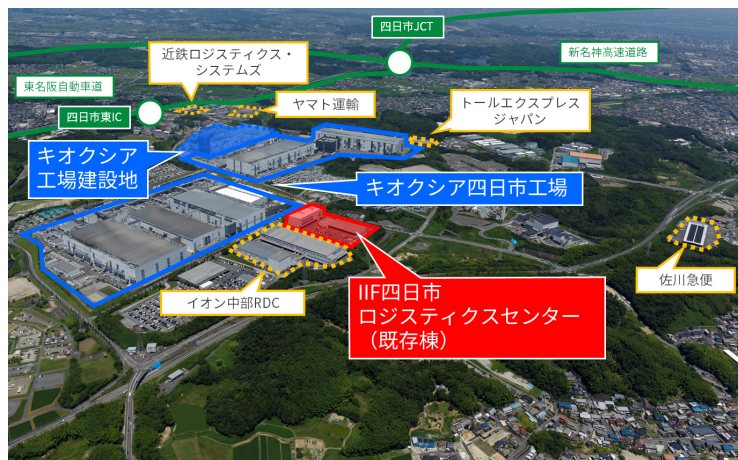 四日市JCT
近鉄ロジスティクス・
システムズ
新名神高速道路
東名阪自動車道
四日市東IC
ヤマト運輸
トールエクスプレス
ジャパン
キオクシア
工場建設地
キオクシア四日市工場
佐川急便
イオン中部RDC
IIF四日市
ロジスティクスセンター
（既存棟）